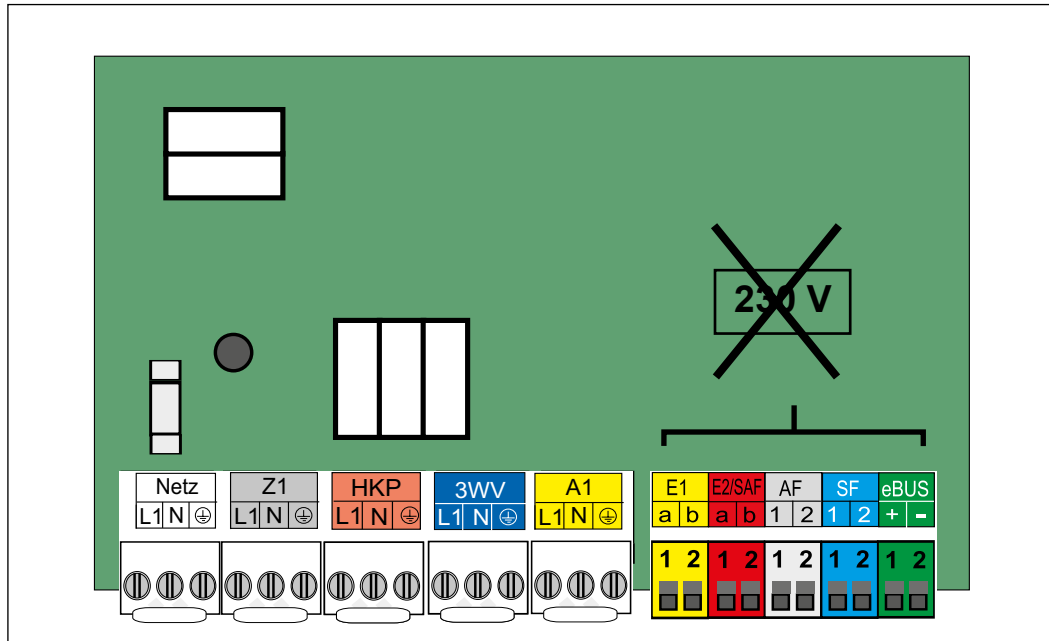 230 V
Netz Z1 HKP 3WV A1 E1 E2/SAF AF SF eBUS
L1 N L1 N L1 N L1 N L1 N a b a b 1 2 1 2 + -
1 2 1 2 1 2 1 2 1 2